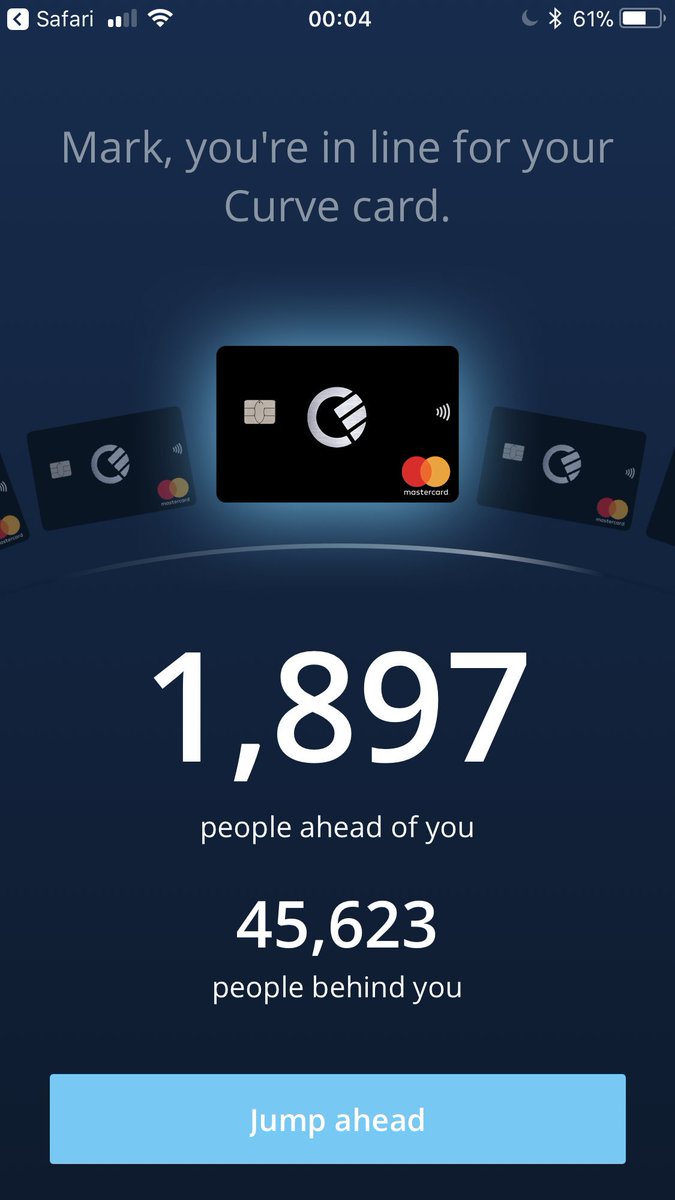 Safari 00:04 61%
Mark, you're in line for your
Curve card.
mastercard
mastercard
mastercard
mastercard
1,897
people ahead of you
45,623
people behind you
Jump ahead